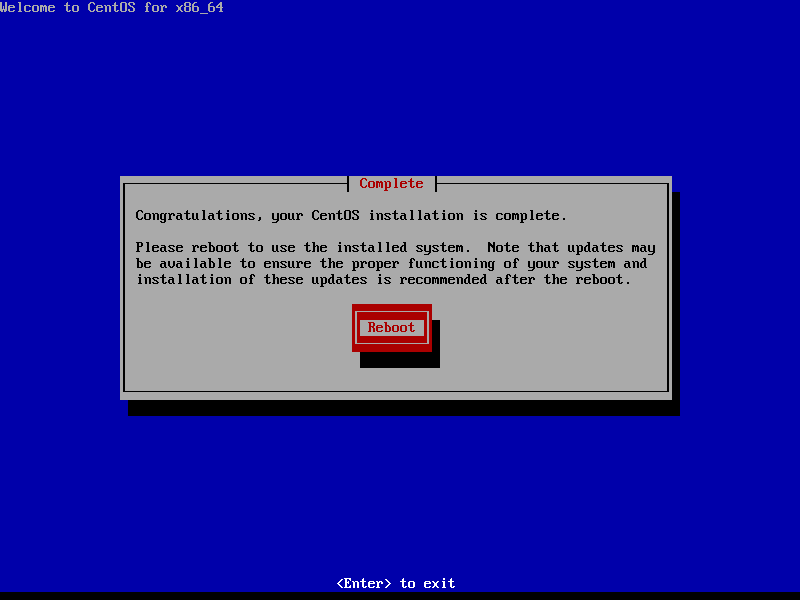 Welcome to CentOS for x86_64
Complete
Congratulations, your CentOS installation is complete.
Please reboot to use the installed system.  Note that updates may
be available to ensure the proper functioning of your system and
installation of these updates is recommended after the reboot.
Reboot
<Enter> to exit